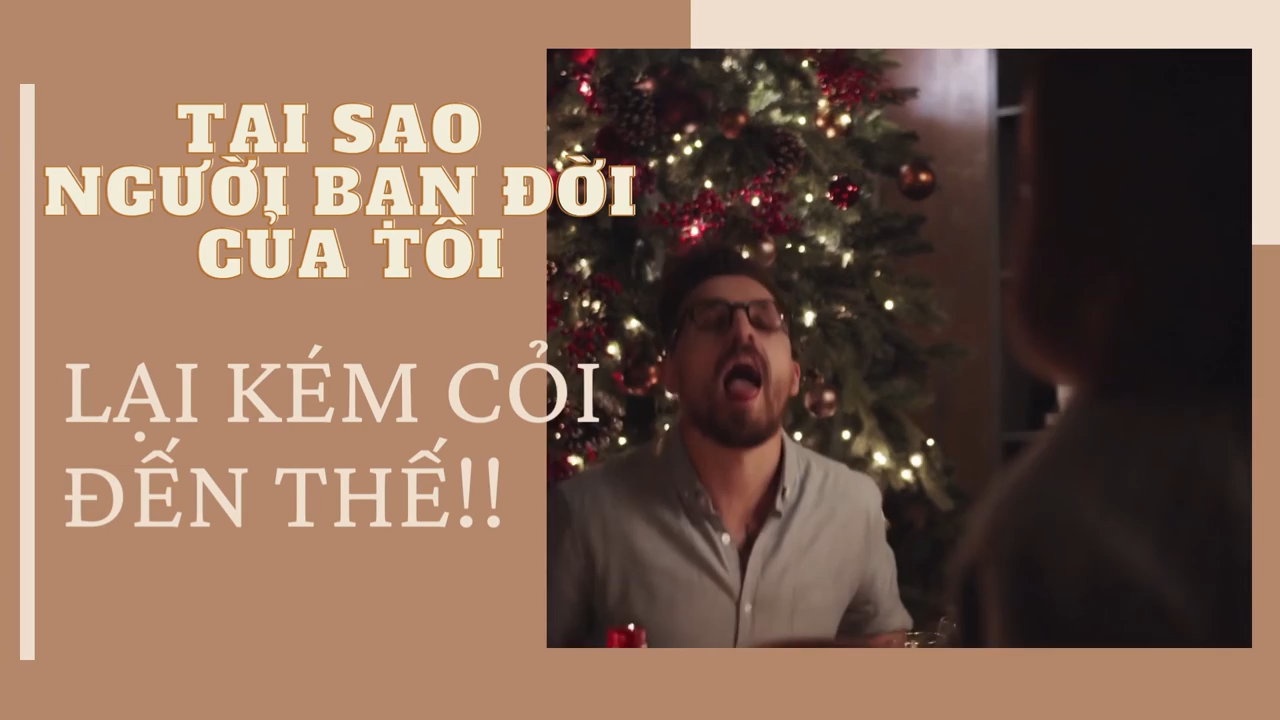 TẠI SAO
NGƯỜI BẠN ĐỜI
CỦA TÔI
LẠI KÉM CỎI
ĐẾN THẾ!!